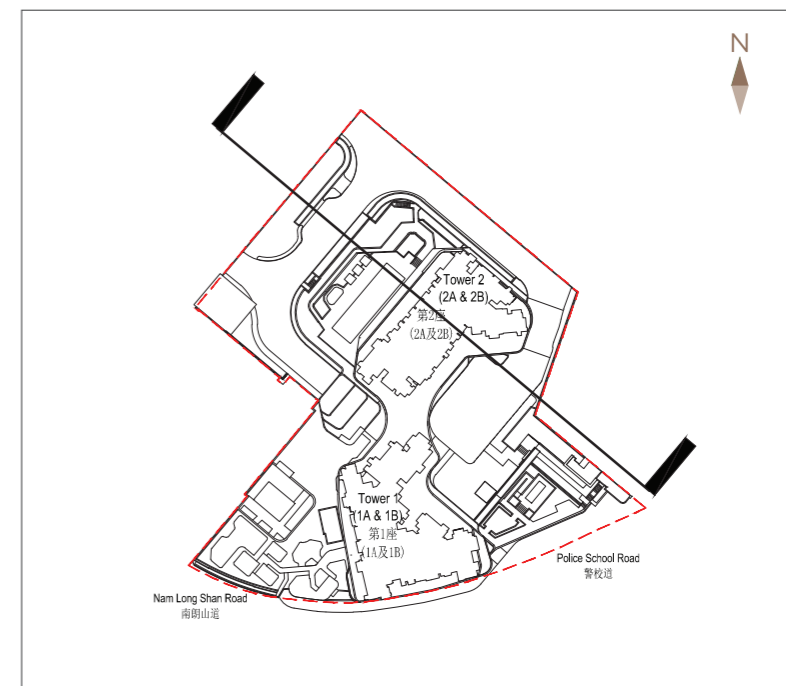 N
Tower 2
(2A & 2B)
第2座
(2A及2B)
Tower 1
(1A & 1B)
第1座
(1A及1B)
Police School Road
警校道
Nam Long Shan Road
南朗山道